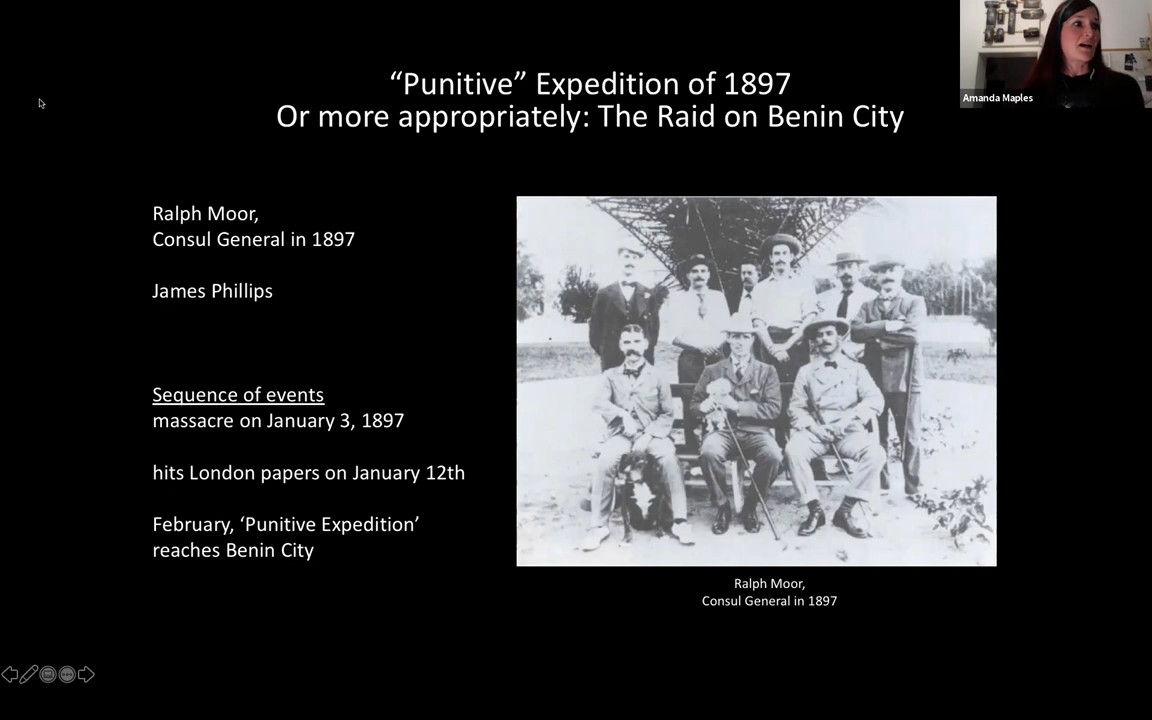 “Punitive” Expedition of 1897
Or more appropriately: The Raid on Benin City
Amanda Maples
Ralph Moor,
Consul General in 1897
James Phillips
Sequence of events
massacre on January 3, 1897
hits London papers on January 12th
February, ‘Punitive Expedition’
reaches Benin City
Ralph Moor,
Consul General in 1897